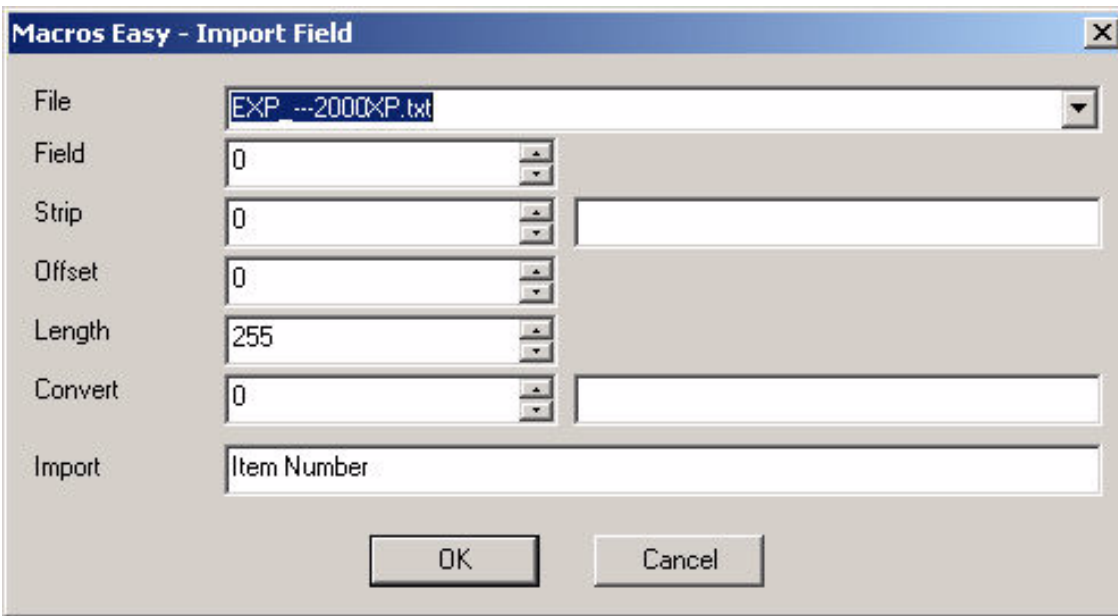 Macros Easy - Import Field
File EXP_---2000XP.txt
Field 0
Strip 0
Offset 0
Length 255
Convert 0
Import Item Number
OK Cancel